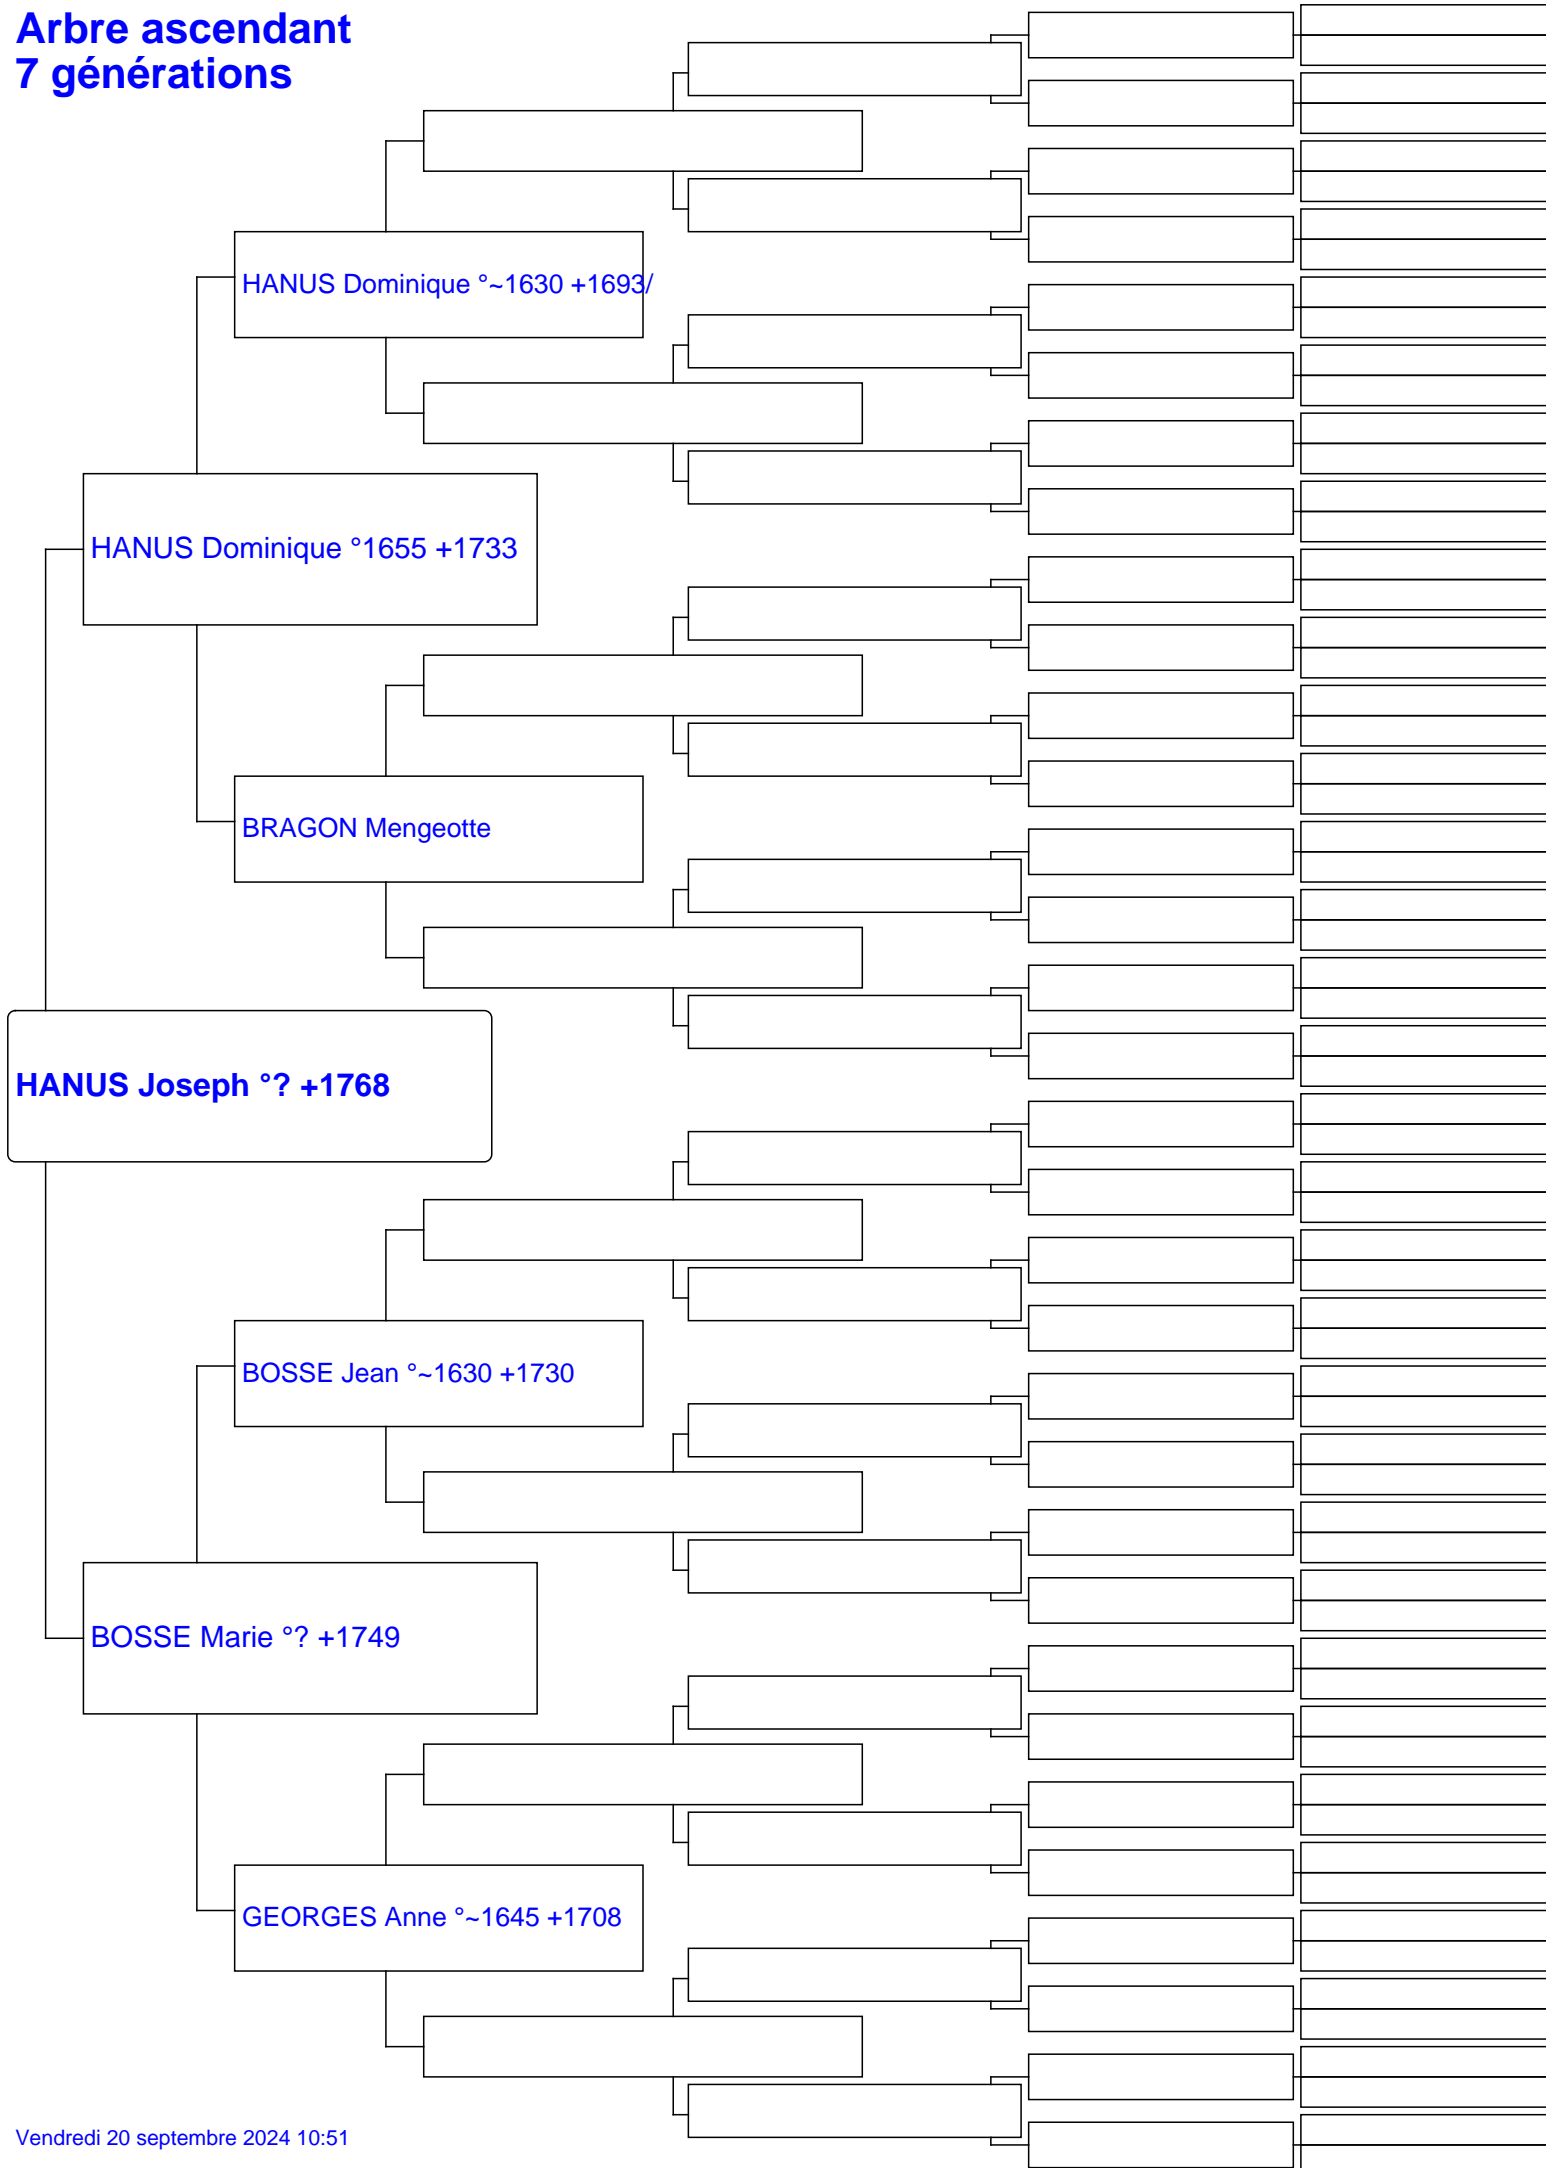 Arbre ascendant
7 générations
HANUS Dominique °~1630 +1693/
HANUS Dominique °1655 +1733
BRAGON Mengeotte
HANUS Joseph °? +1768
BOSSE Jean °~1630 +1730
BOSSE Marie °? +1749
GEORGES Anne °~1645 +1708
Vendredi 20 septembre 2024 10:51